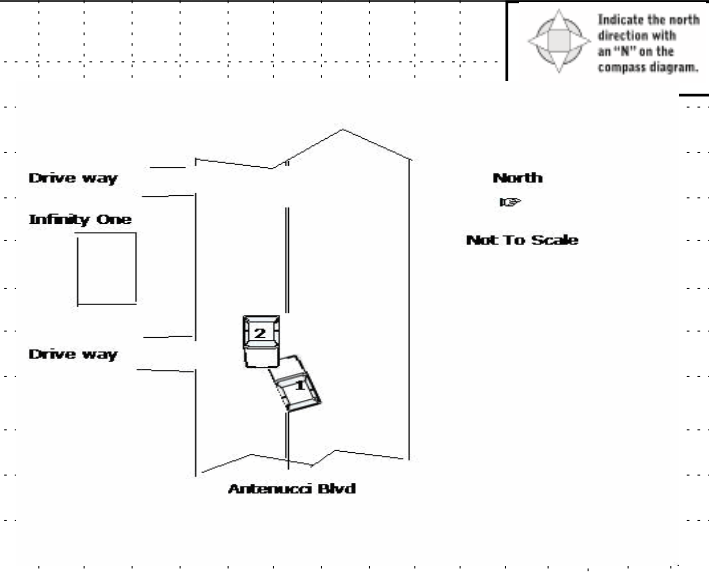 Indicate the north
direction with
an “N” on the
compass diagram.
Drive way
North
Infinity One
Not To Scale
2
Drive way
1
Antenucci Blvd